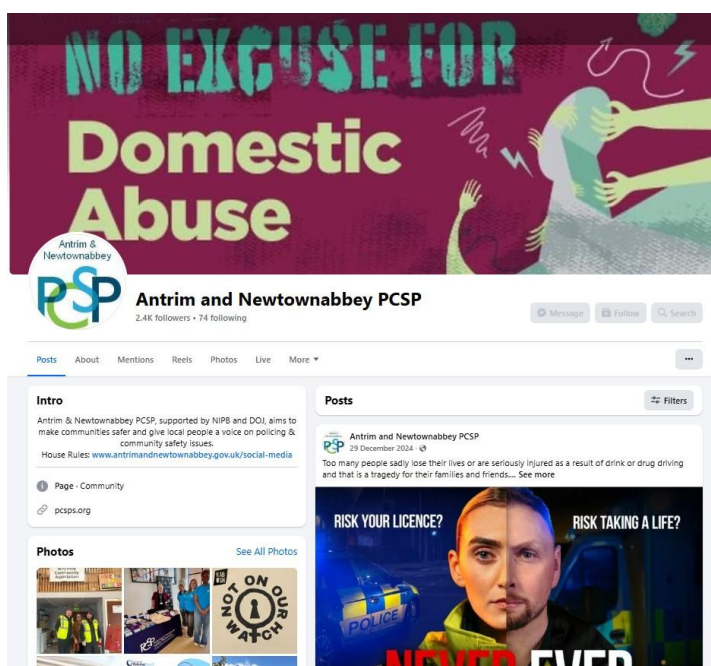 NO EXCUSE FOR
Domestic
Abuse
Antrim &
Newtownabbey
PCSP
Antrim and Newtownabbey PCSP
2.4K followers • 74 following
Message
Follow
Search
Posts
About
Mentions
Reels
Photos
Live
More
Intro
Antrim & Newtownabbey PCSP, supported by NIPB and DOJ, aims to
make communities safer and give local people a voice on policing &
community safety issues.
House Rules: www.antrimandnewtownabbey.gov.uk/social-media
Page · Community
pcsps.org
Photos
See All Photos
PCSP
NOT ON OUR WATCH
Posts
Filters
PCSP
Antrim and Newtownabbey PCSP
29 December 2024
Too many people sadly lose their lives or are seriously injured as a result of drink or drug driving
and that is a tragedy for their families and friends... See more
RISK YOUR LICENCE?
RISK TAKING A LIFE?
POLICE
NEVER EVER